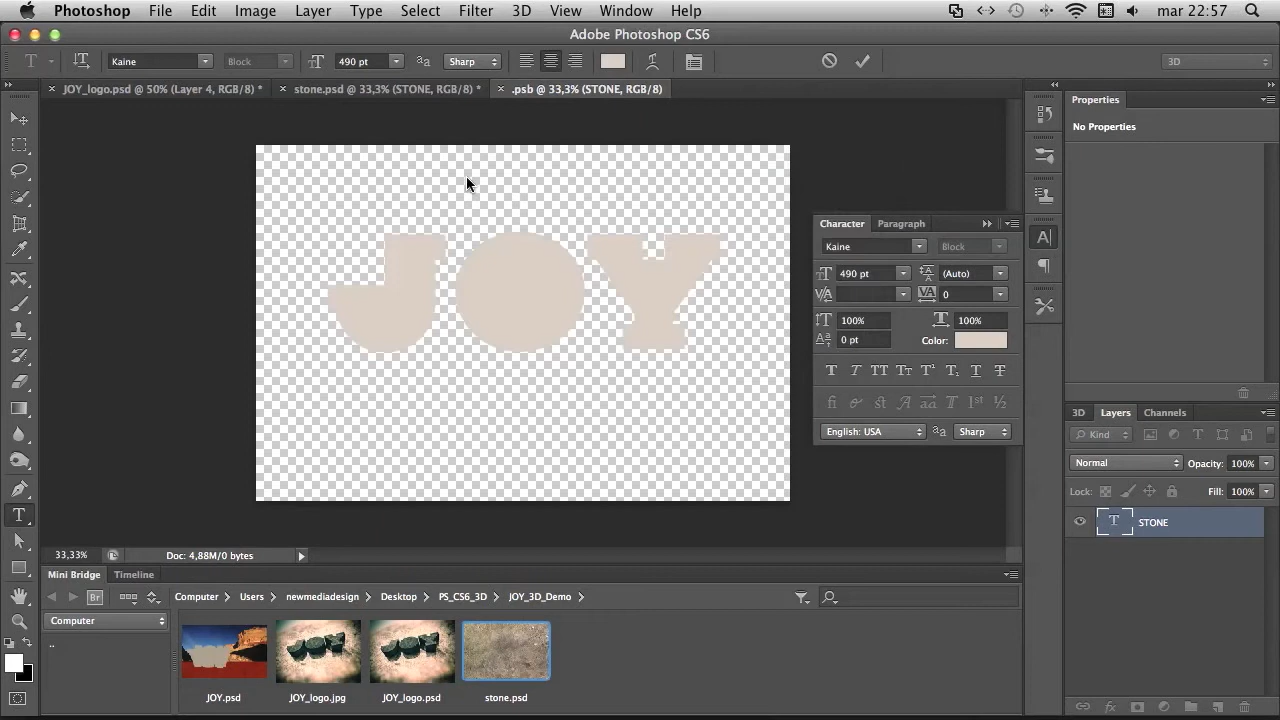 Photoshop File Edit Image Layer Type Select Filter 3D View Window Help mar 22:57
Adobe Photoshop CS6
T Kaine Block 490 pt aa Sharp 3D
JOY_logo.psd @ 50% (Layer 4, RGB/8) * stone.psd @ 33,3% (STONE, RGB/8) * .psb @ 33,3% (STONE, RGB/8)
Properties
No Properties
JOY
Character Paragraph
Kaine Block
490 pt (Auto)
0
100% 100%
0 pt Color:
English: USA aa Sharp
3D Layers Channels
Kind
Normal Opacity: 100%
Lock: Fill: 100%
T STONE
33,33% Doc: 4,88M/0 bytes
Mini Bridge Timeline
Br Computer Users newmediadesign Desktop PS_CS6_3D JOY_3D_Demo
Computer
..
JOY.psd JOY_logo.jpg JOY_logo.psd stone.psd